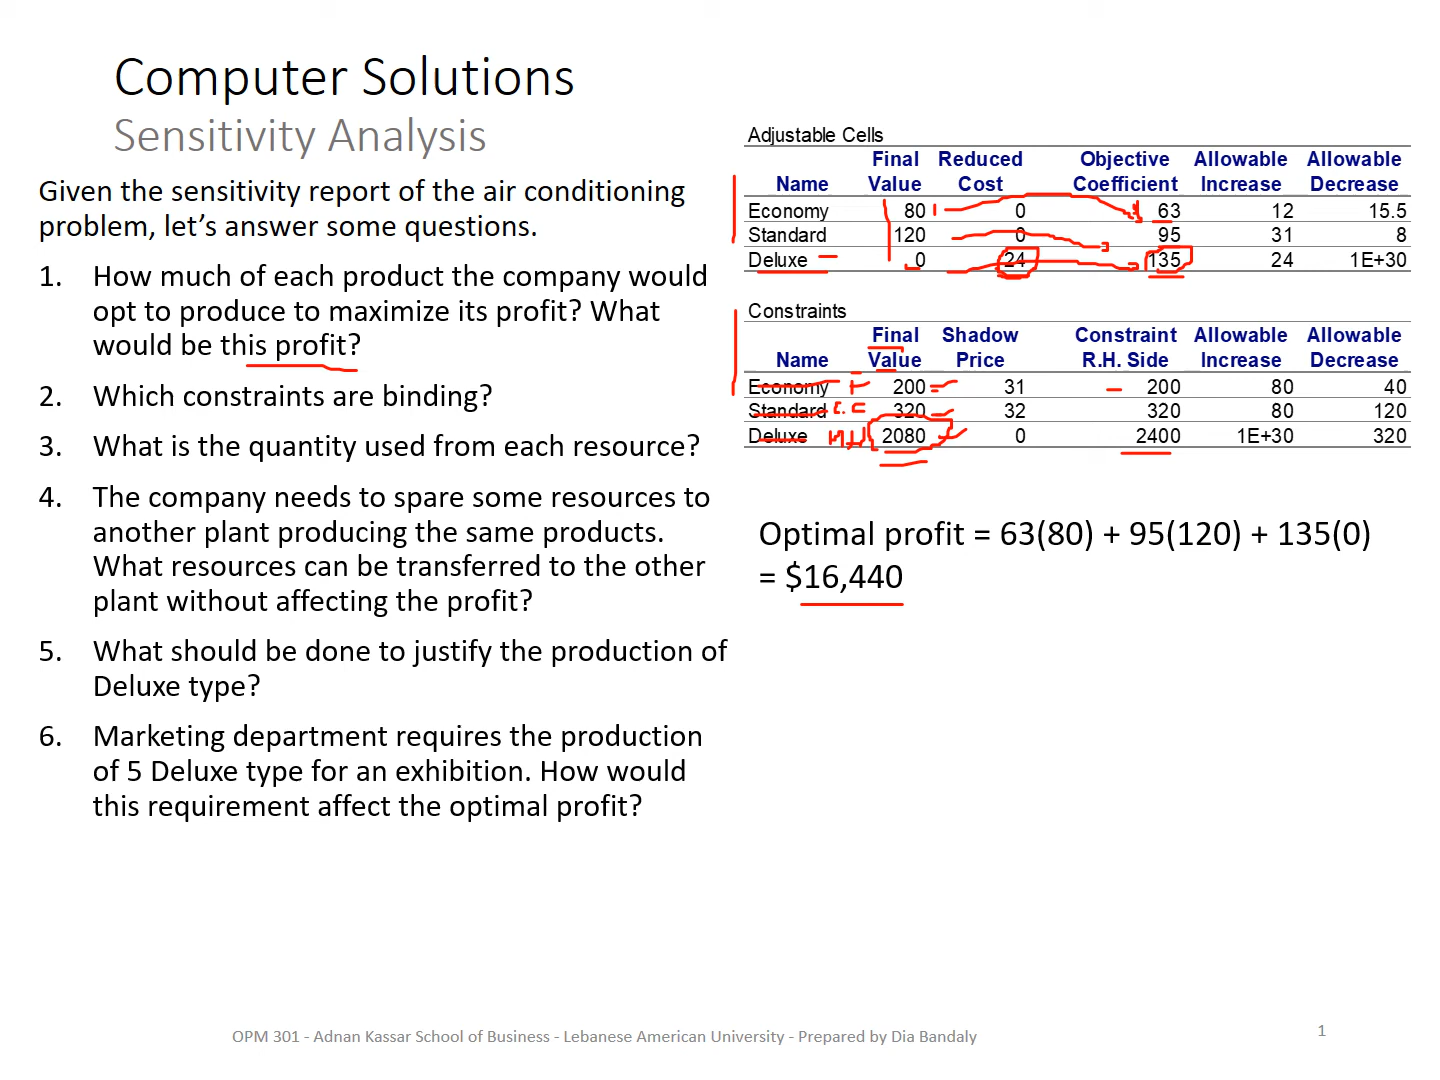 Computer Solutions
Sensitivity Analysis
Given the sensitivity report of the air conditioning
problem, let’s answer some questions.
1. How much of each product the company would
opt to produce to maximize its profit? What
would be this profit?
2. Which constraints are binding?
3. What is the quantity used from each resource?
4. The company needs to spare some resources to
another plant producing the same products.
What resources can be transferred to the other
plant without affecting the profit?
5. What should be done to justify the production of
Deluxe type?
6. Marketing department requires the production
of 5 Deluxe type for an exhibition. How would
this requirement affect the optimal profit?
Adjustable Cells
Final Reduced Objective Allowable Allowable
Name Value Cost Coefficient Increase Decrease
Economy 80 0 63 12 15.5
Standard 120 0 95 31 8
Deluxe 0 24 135 24 1E+30
Constraints
Final Shadow Constraint Allowable Allowable
Name Value Price R.H. Side Increase Decrease
Economy 200 31 200 80 40
Standard 320 32 320 80 120
Deluxe 2080 0 2400 1E+30 320
Optimal profit = 63(80) + 95(120) + 135(0)
= $16,440
OPM 301 - Adnan Kassar School of Business - Lebanese American University - Prepared by Dia Bandaly
1